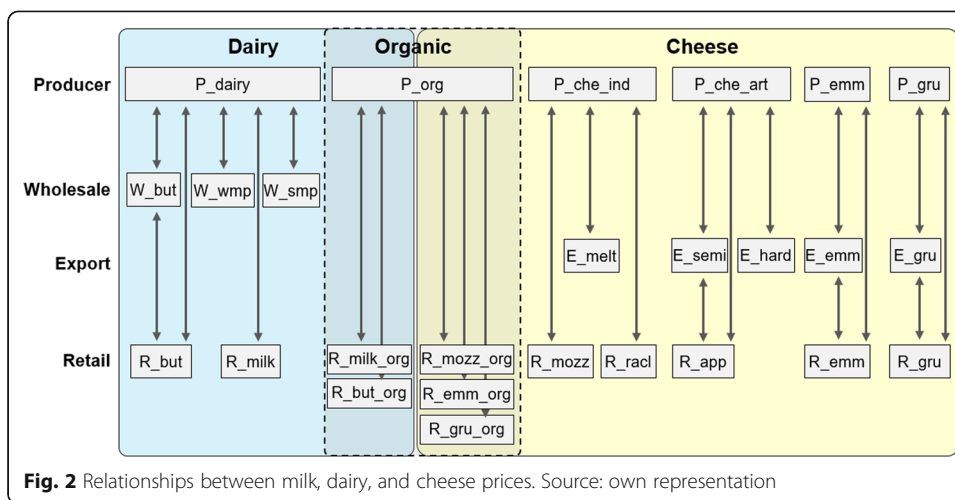 Dairy Organic Cheese
Producer P_dairy P_org P_che_ind P_che_art P_emm P_gru
Wholesale W_but W_wmp W_smp
Export E_melt E_semi E_hard E_emm E_gru
Retail R_but R_milk R_milk_org R_mozz_org R_mozz R_racl R_app R_emm R_gru
R_but_org R_emm_org
R_gru_org
Fig. 2 Relationships between milk, dairy, and cheese prices. Source: own representation